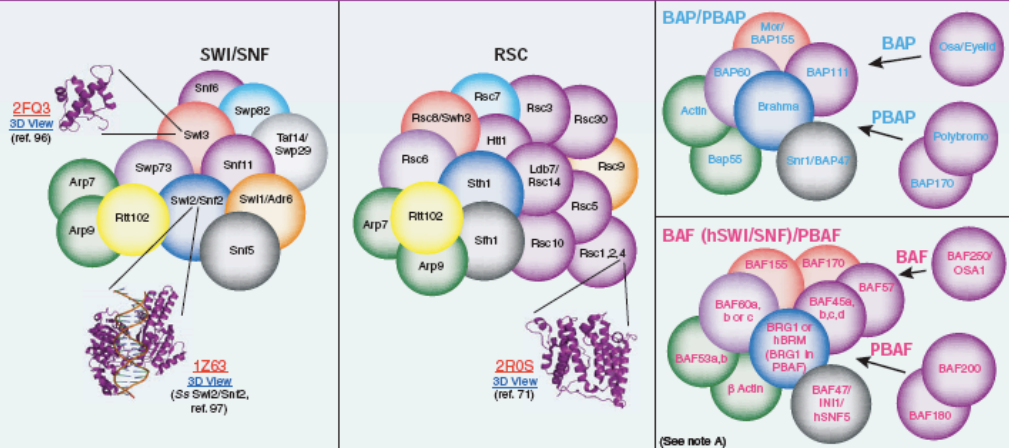 SWI/SNF
2FQ3
3D View
(ref. 96)
Snf6
Swp82
Swi3
Taf14/
Swp29
Swp73
Snf11
Arp7
Rtt102
Swi2/Snf2
Swi1/Adr6
Arp9
Snf5
1Z63
3D View
(Ss Swi2/Snf2,
ref. 97)
RSC
Rsc7
Rsc3
Rsc8/Swh3
Rsc30
Htl1
Rsc6
Ldb7/
Rsc14
Rsc9
Sth1
Rsc5
Arp7
Rtt102
Sfh1
Rsc10
Rsc1,2,4
Arp9
2R0S
3D View
(ref. 71)
BAP/PBAP
Mor/
BAP155
BAP
Osa/Eyelid
BAP60
BAP111
Actin
Brahma
PBAP
Polybromo
Bap55
Snr1/BAP47
BAP170
BAF (hSWI/SNF)/PBAF
BAF155
BAF170
BAF
BAF250/
OSA1
BAF57
BAF60a,
b or c
BAF45a,
b,c,d
BRG1 or
hBRM
(BRG1 in
PBAF)
PBAF
BAF53a,b
BAF200
β Actin
BAF47/
INI1/
hSNF5
BAF180
(See note A)